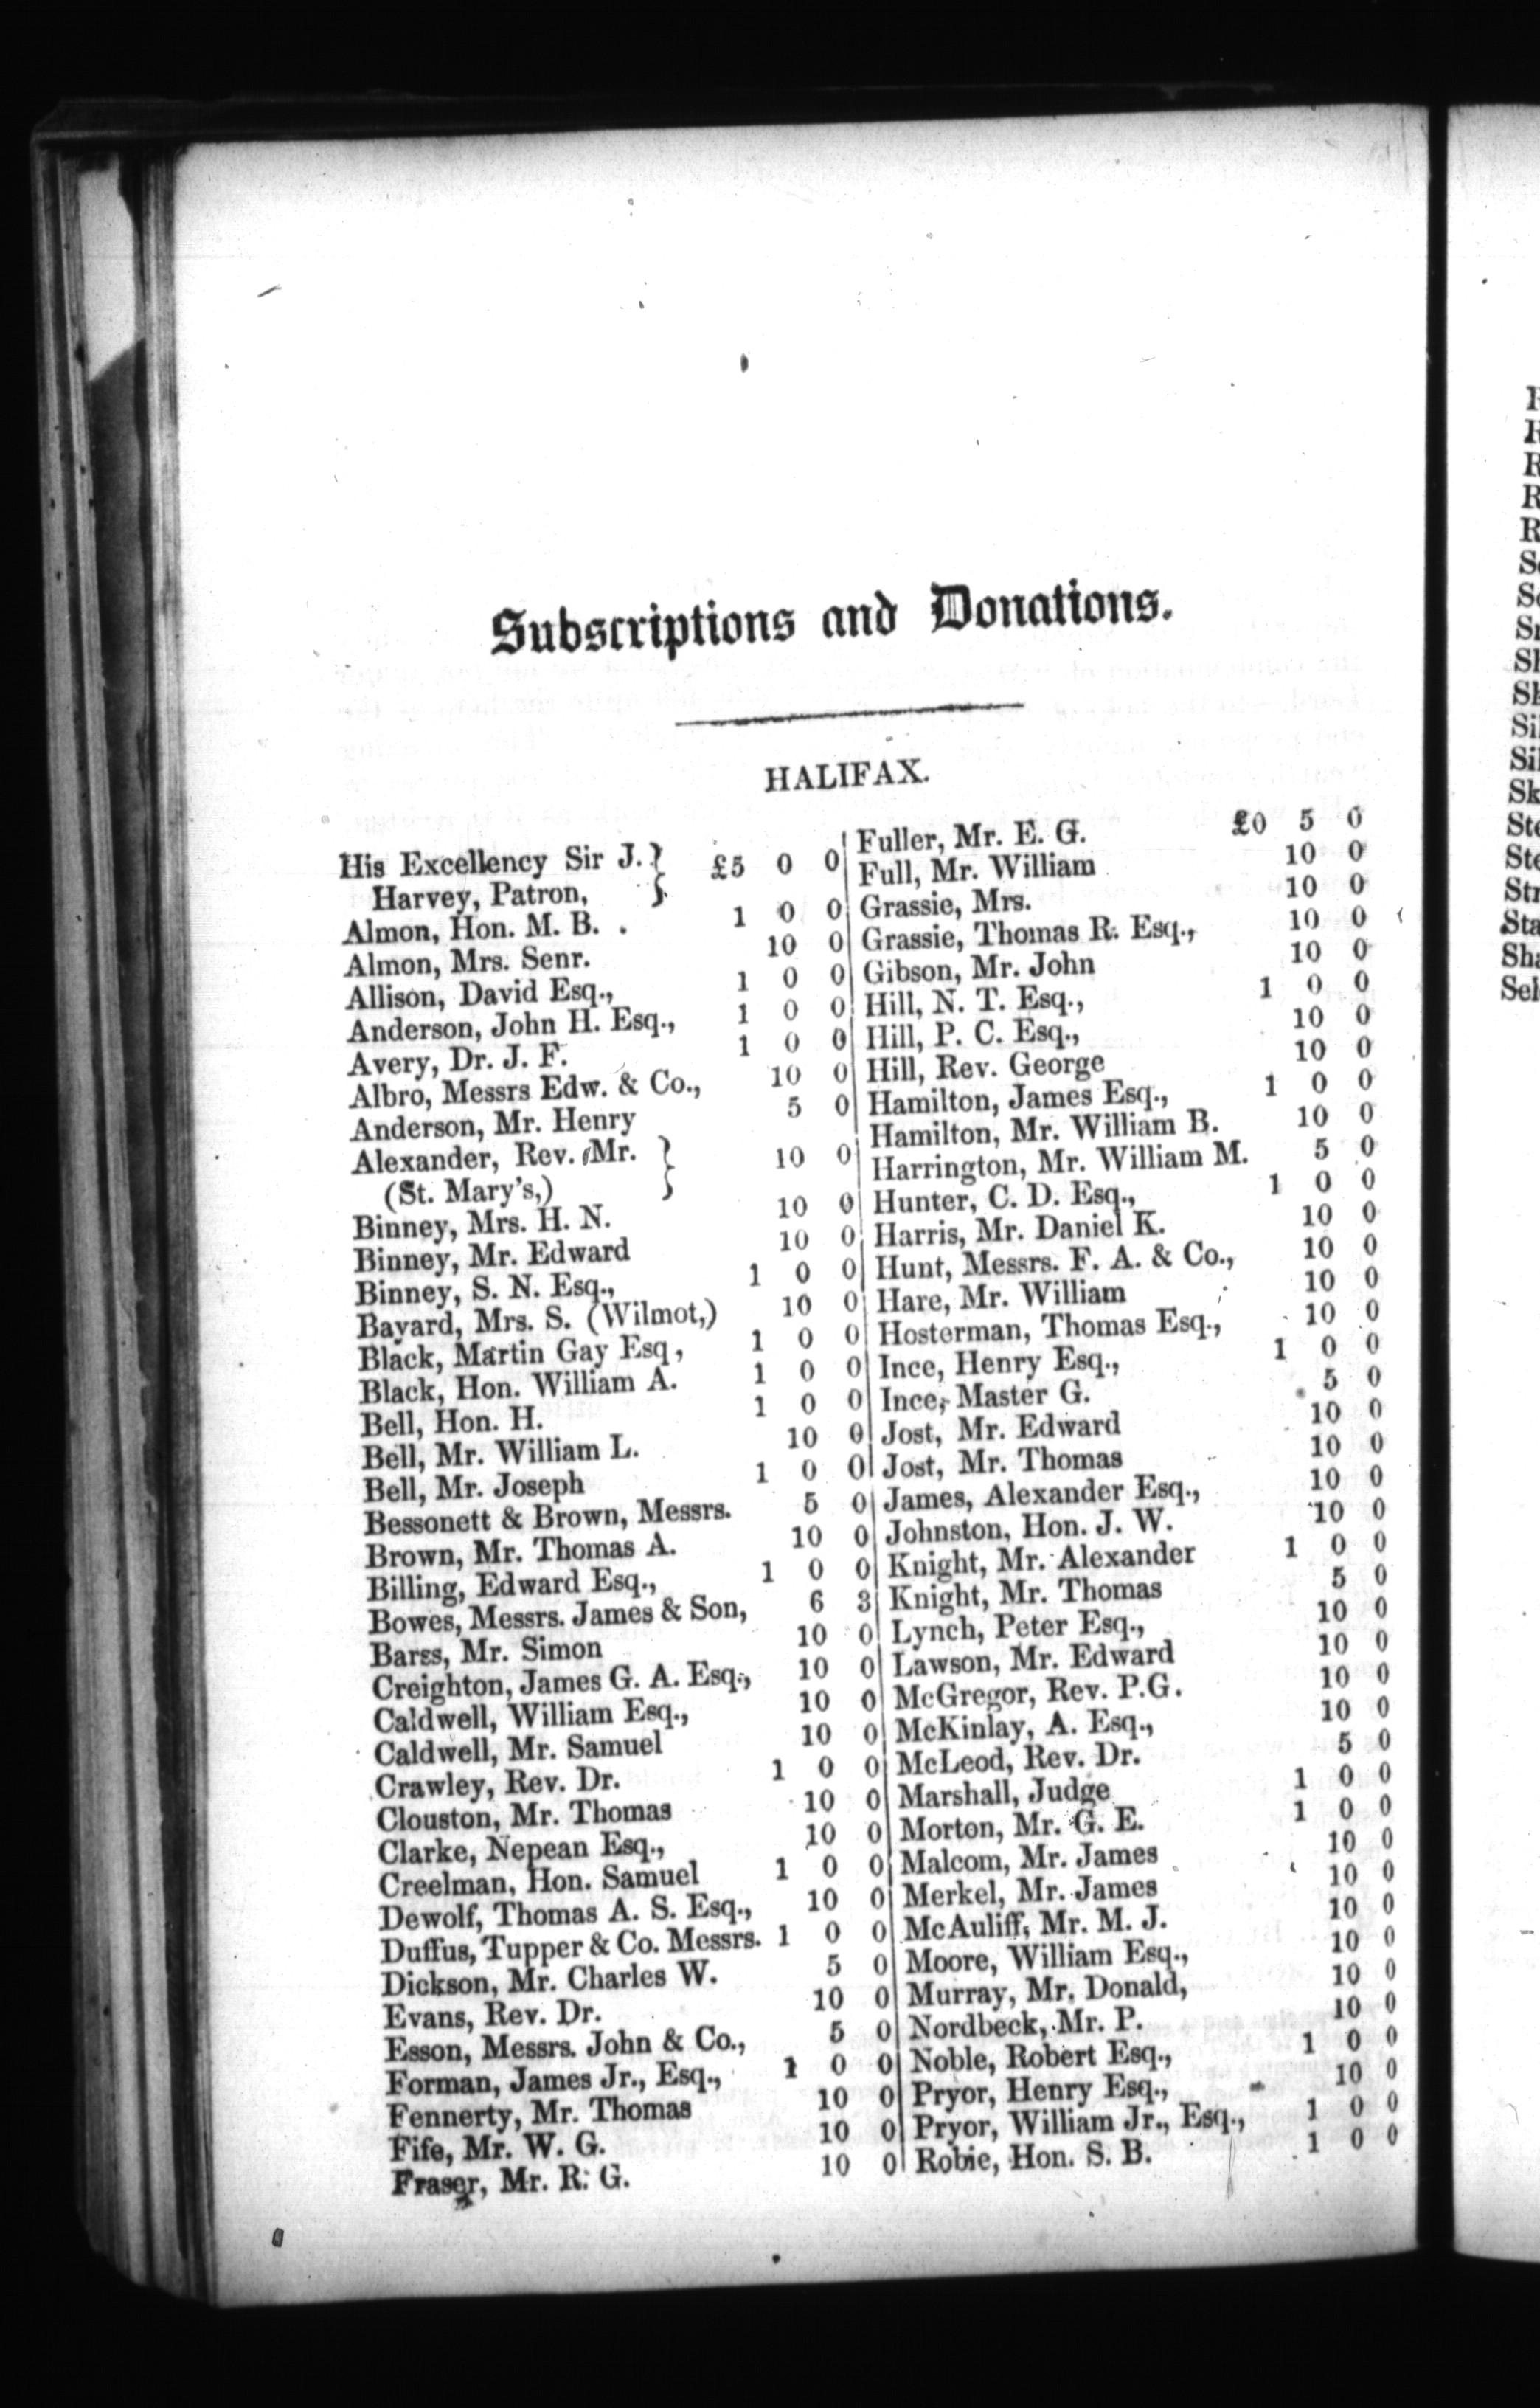 Subscriptions and Donations.
HALIFAX.
His Excellency Sir J. } £5 0 0
Harvey, Patron, }
Almon, Hon. M. B. . 1 0 0
Almon, Mrs. Senr. 10 0
Allison, David Esq., 1 0 0
Anderson, John H. Esq., 1 0 0
Avery, Dr. J. F. 1 0 0
Albro, Messrs Edw. & Co., 10 0
Anderson, Mr. Henry 5 0
Alexander, Rev. Mr. } 10 0
(St. Mary's,) }
Binney, Mrs. H. N. 10 0
Binney, Mr. Edward 10 0
Binney, S. N. Esq., 1 0 0
Bayard, Mrs. S. (Wilmot,) 10 0
Black, Martin Gay Esq, 1 0 0
Black, Hon. William A. 1 0 0
Bell, Hon. H. 1 0 0
Bell, Mr. William L. 10 0
Bell, Mr. Joseph 1 0 0
Bessonett & Brown, Messrs. 5 0
Brown, Mr. Thomas A. 10 0
Billing, Edward Esq., 1 0 0
Bowes, Messrs. James & Son, 6 3
Barss, Mr. Simon 10 0
Creighton, James G. A. Esq., 10 0
Caldwell, William Esq., 10 0
Caldwell, Mr. Samuel 10 0
Crawley, Rev. Dr. 1 0 0
Clouston, Mr. Thomas 10 0
Clarke, Nepean Esq., 10 0
Creelman, Hon. Samuel 1 0 0
Dewolf, Thomas A. S. Esq., 10 0
Duffus, Tupper & Co. Messrs. 1 0 0
Dickson, Mr. Charles W. 5 0
Evans, Rev. Dr. 10 0
Esson, Messrs. John & Co., 5 0
Forman, James Jr., Esq., 1 0 0
Fennerty, Mr. Thomas 10 0
Fife, Mr. W. G. 10 0
Fraser, Mr. R. G. 10 0
Fuller, Mr. E. G. £0 5 0
Full, Mr. William 10 0
Grassie, Mrs. 10 0
Grassie, Thomas R. Esq., 10 0
Gibson, Mr. John 10 0
Hill, N. T. Esq., 1 0 0
Hill, P. C. Esq., 10 0
Hill, Rev. George 10 0
Hamilton, James Esq., 1 0 0
Hamilton, Mr. William B. 10 0
Harrington, Mr. William M. 5 0
Hunter, C. D. Esq., 1 0 0
Harris, Mr. Daniel K. 10 0
Hunt, Messrs. F. A. & Co., 10 0
Hare, Mr. William 10 0
Hosterman, Thomas Esq., 10 0
Ince, Henry Esq., 1 0 0
Ince, Master G. 5 0
Jost, Mr. Edward 10 0
Jost, Mr. Thomas 10 0
James, Alexander Esq., 10 0
Johnston, Hon. J. W. 10 0
Knight, Mr. Alexander 1 0 0
Knight, Mr. Thomas 5 0
Lynch, Peter Esq., 10 0
Lawson, Mr. Edward 10 0
McGregor, Rev. P.G. 10 0
McKinlay, A. Esq., 10 0
McLeod, Rev. Dr. 5 0
Marshall, Judge 1 0 0
Morton, Mr. G. E. 1 0 0
Malcom, Mr. James 10 0
Merkel, Mr. James 10 0
McAuliff, Mr. M. J. 10 0
Moore, William Esq., 10 0
Murray, Mr. Donald, 10 0
Nordbeck, Mr. P. 10 0
Noble, Robert Esq., 1 0 0
Pryor, Henry Esq., 10 0
Pryor, William Jr., Esq., 1 0 0
Robie, Hon. S. B. 1 0 0